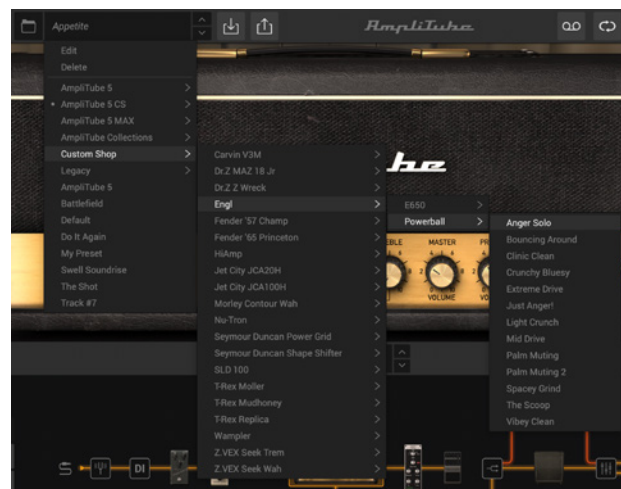 Appetite
AmpliTube
Edit
Delete
AmpliTube 5
AmpliTube 5 CS
AmpliTube 5 MAX
AmpliTube Collections
Custom Shop
Legacy
AmpliTube 5
Battlefield
Default
Do It Again
My Preset
Swell Soundrise
The Shot
Track #7
Carvin V3M
Dr.Z MAZ 18 Jr
Dr.Z Z Wreck
Engl
Fender '57 Champ
Fender '65 Princeton
HiAmp
Jet City JCA20H
Jet City JCA100H
Morley Contour Wah
Nu-Tron
Seymour Duncan Power Grid
Seymour Duncan Shape Shifter
SLD 100
T-Rex Moller
T-Rex Mudhoney
T-Rex Replica
Wampler
Z.VEX Seek Trem
Z.VEX Seek Wah
be
E650
Powerball
EBLE MASTER PR
2
VOLUME VO
Anger Solo
Bouncing Around
Clinic Clean
Crunchy Bluesy
Extreme Drive
Just Anger!
Light Crunch
Mid Drive
Palm Muting
Palm Muting 2
Spacey Grind
The Scoop
Vibey Clean
DI